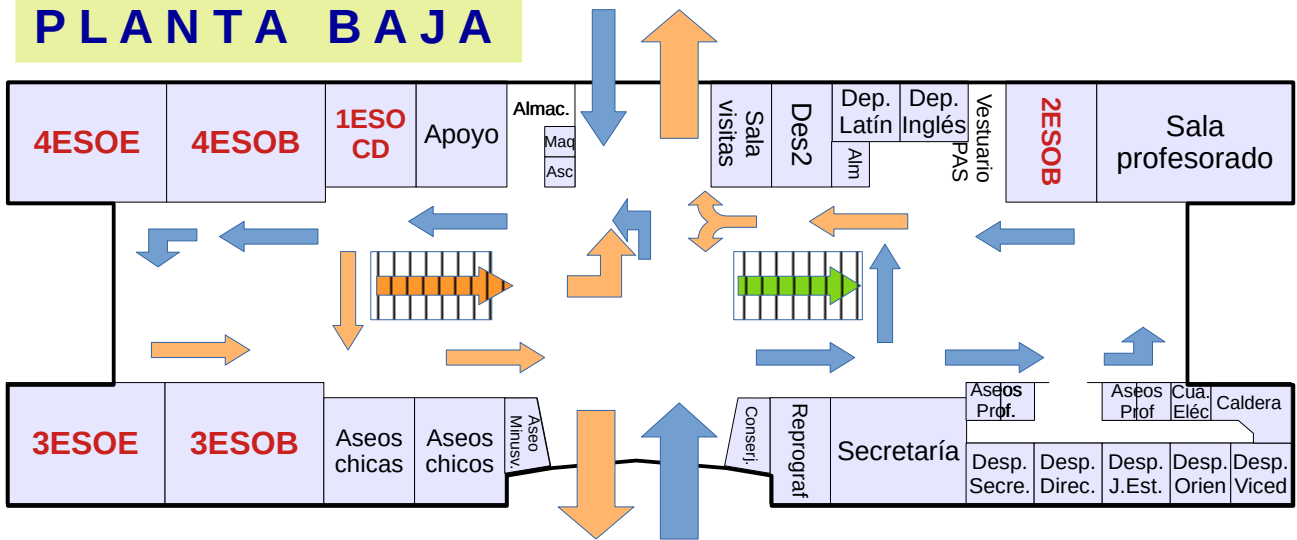 PLANTA BAJA
4ESOE
4ESOB
1ESO
CD
Apoyo
Almac.
Maq
Asc
Sala
visitas
Des2
Dep.
Latín
Alm
Dep.
Inglés
Vestuario
PAS
2ESOB
Sala
profesorado
3ESOE
3ESOB
Aseos
chicas
Aseos
chicos
Aseo
Minusv.
Conserj.
Reprograf
Secretaría
Aseos
Prof.
Aseos
Prof
Cua.
Eléc
Caldera
Desp.
Secre.
Desp.
Direc.
Desp.
J.Est.
Desp.
Orien
Desp.
Viced